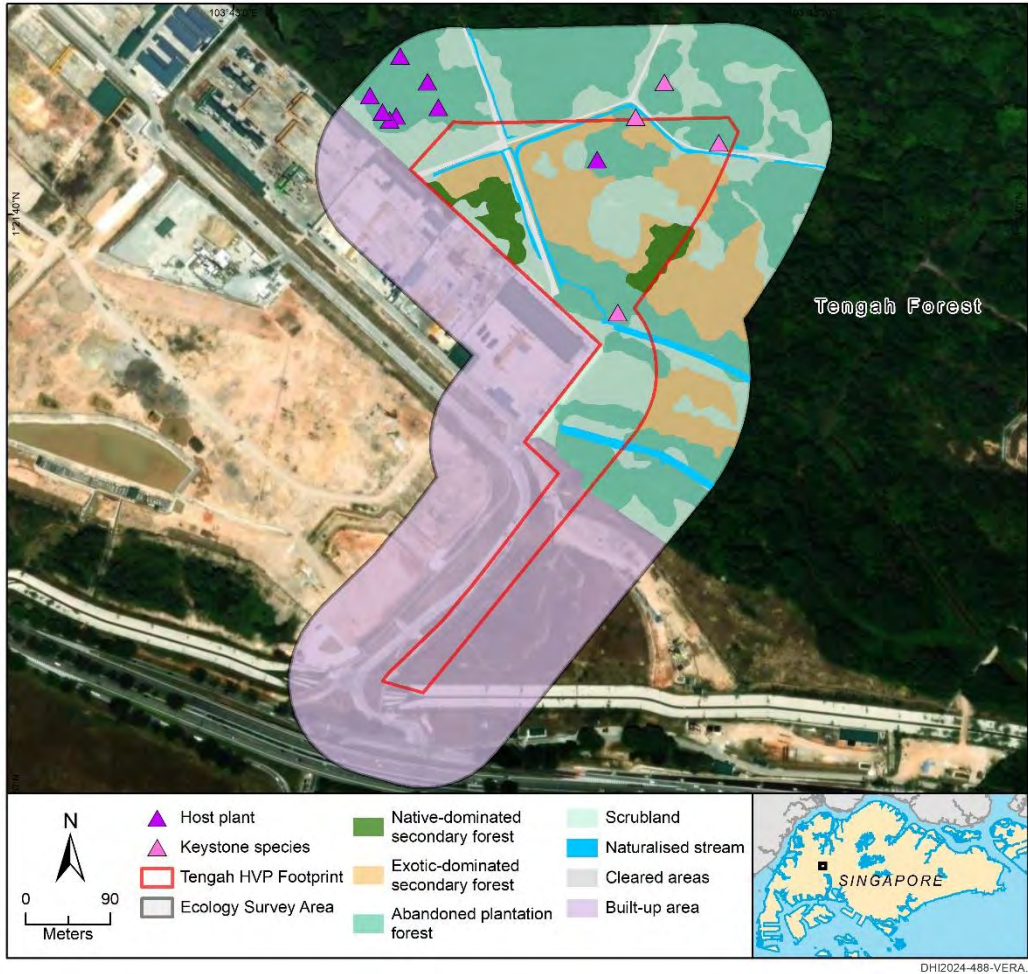 103°43'0"E
1°21'40"N
Tengah Forest
N
0 90
Meters
Host plant
Keystone species
Tengah HVP Footprint
Ecology Survey Area
Native-dominated
secondary forest
Exotic-dominated
secondary forest
Abandoned plantation
forest
Scrubland
Naturalised stream
Cleared areas
Built-up area
SINGAPORE
DHI2024-488-VERA